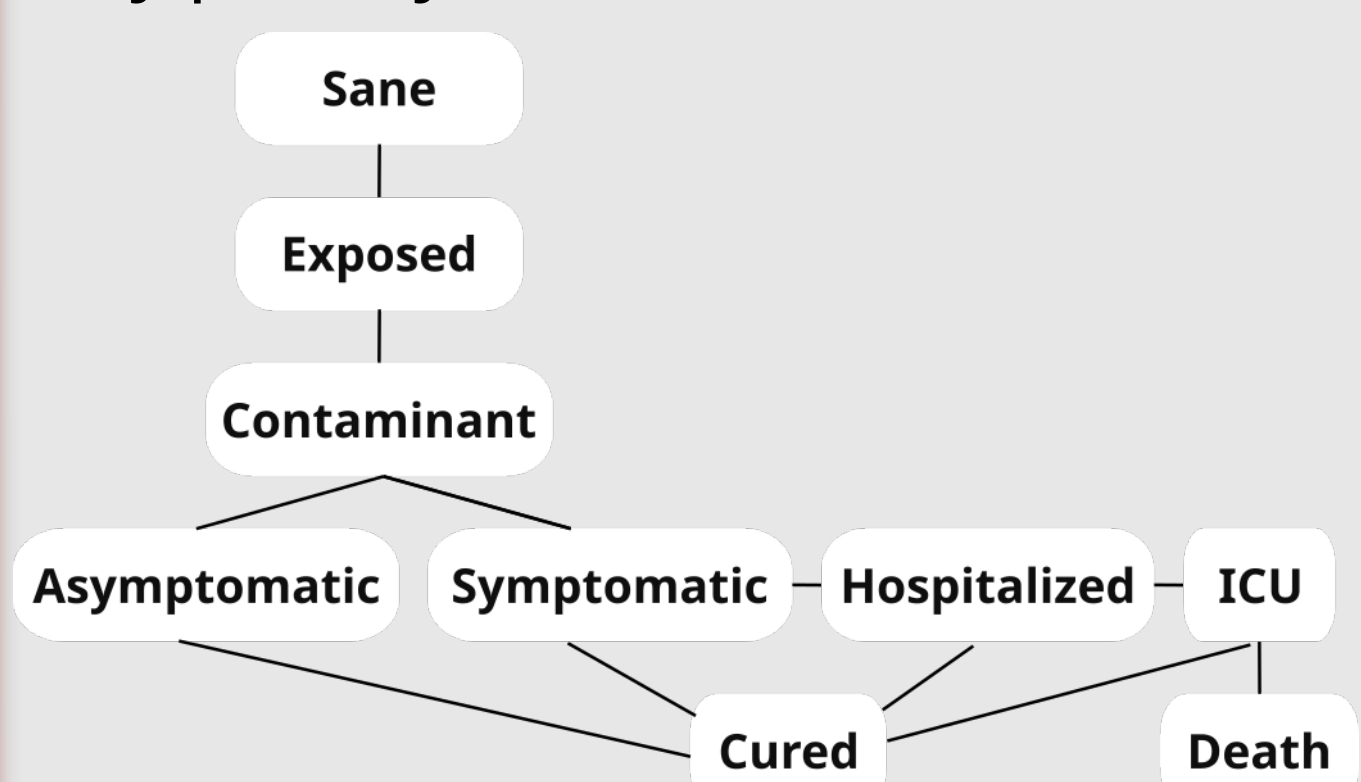 Sane
Exposed
Contaminant
Asymptomatic
Symptomatic
Hospitalized
ICU
Cured
Death